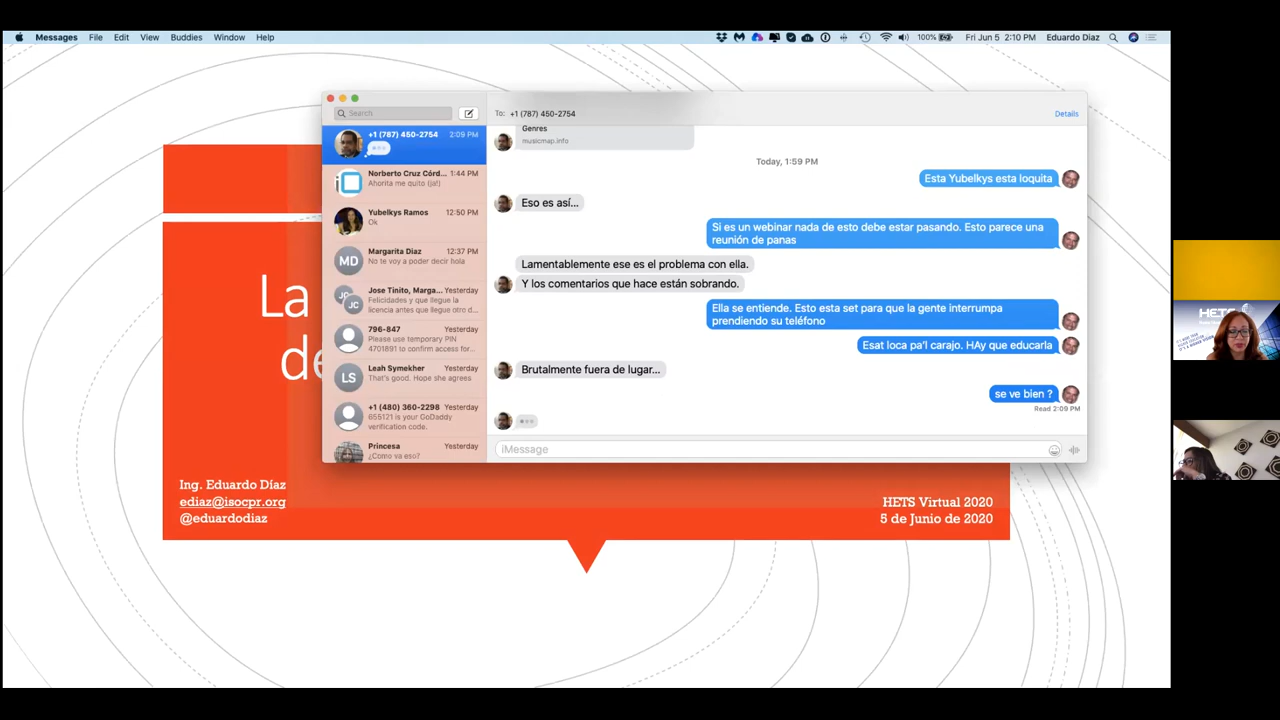 Messages File Edit View Buddies Window Help 100% Fri Jun 5 2:10 PM Eduardo Diaz
Search
To: +1 (787) 450-2754 Details
+1 (787) 450-2754 2:09 PM
Norberto Cruz Córd... 1:44 PM
Ahorita me quito (ja!)
Yubelkys Ramos 12:50 PM
Ok
MD
Margarita Diaz 12:37 PM
No te voy a poder decir hola
JC
Jose Tinito, Marga... Yesterday
Felicidades y que llegue la
licencia antes que llegue otro d...
796-847 Yesterday
Please use temporary PIN
4701891 to confirm access for...
LS
Leah Symekher Yesterday
That's good. Hope she agrees
+1 (480) 360-2298 Yesterday
655121 is your GoDaddy
verification code.
Princesa Yesterday
¿Como va eso?
Genres
musicmap.info
Today, 1:59 PM
Esta Yubelkys esta loquita
Eso es así...
Si es un webinar nada de esto debe estar pasando. Esto parece una
reunión de panas
Lamentablemente ese es el problema con ella.
Y los comentarios que hace están sobrando.
Ella se entiende. Esto esta set para que la gente interrumpa
prendiendo su teléfono
Esat loca pa'l carajo. HAy que educarla
Brutalmente fuera de lugar...
se ve bien ?
Read 2:09 PM
iMessage
La
de
Ing. Eduardo Díaz
ediaz@isocpr.org
@eduardodiaz
HETS Virtual 2020
5 de Junio de 2020
HETS